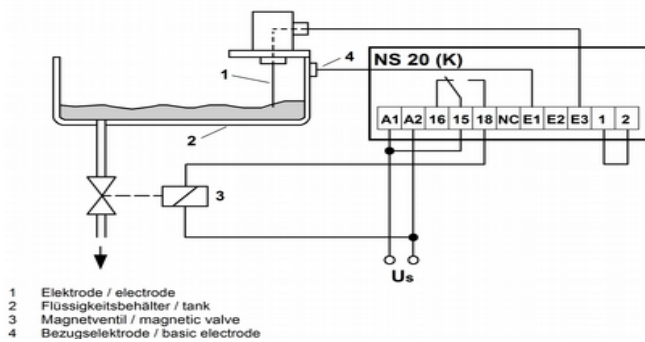 NS 20 (K)
1
4
A1 A2 16 15 18 NC E1 E2 E3 1 2
2
3
Us
1 Elektrode / electrode
2 Flüssigkeitsbehälter / tank
3 Magnetventil / magnetic valve
4 Bezugselektrode / basic electrode